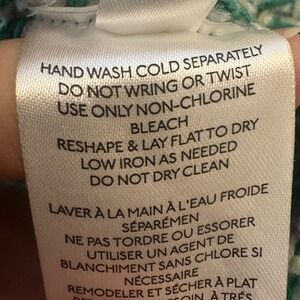 HAND WASH COLD SEPARATELY
DO NOT WRING OR TWIST
USE ONLY NON-CHLORINE
BLEACH
RESHAPE & LAY FLAT TO DRY
LOW IRON AS NEEDED
DO NOT DRY CLEAN
LAVER À LA MAIN À L'EAU FROIDE
SÉPARÉMEN
NE PAS TORDRE OU ESSORER
UTILISER UN AGENT DE
BLANCHIMENT SANS CHLORE SI
NÉCESSAIRE
REMODELER ET SÉCHER À PLAT
À TRÈS